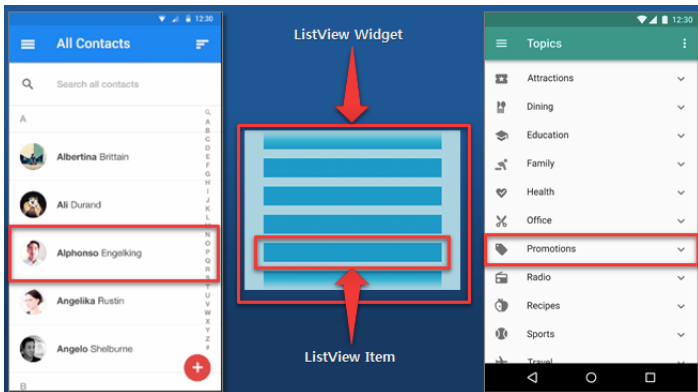 12:30
All Contacts
Search all contacts
A
Albertina Brittain
Ali Durand
Alphonso Engelking
Angelika Rustin
Angelo Shelburne
B
A
B
C
D
E
F
G
H
I
J
K
L
M
N
O
P
Q
R
S
T
U
V
W
X
Y
Z
#
ListView Widget
ListView Item
12:30
Topics
Attractions
Dining
Education
Family
Health
Office
Promotions
Radio
Recipes
Sports
Travel